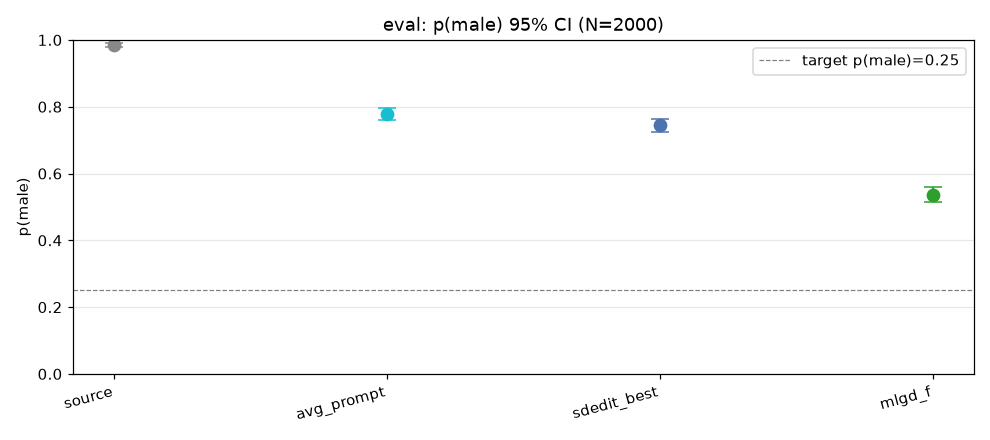 eval: p(male) 95% CI (N=2000)
target p(male)=0.25
p(male)
1.0
0.8
0.6
0.4
0.2
0.0
source
avg_prompt
sdedit_best
mlgd_f